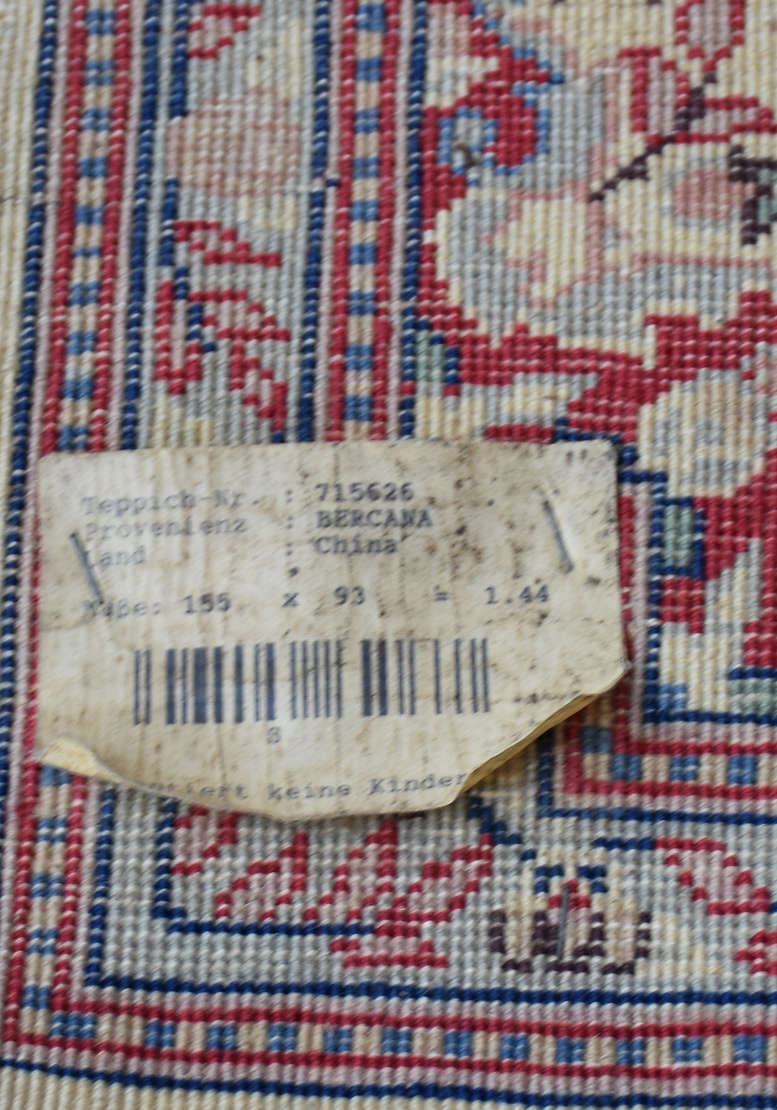 Teppich-Nr. : 715626
Provenienz : BERCANA
Land : China
Maße: 155 x 93 = 1.44
8
keine Kinder